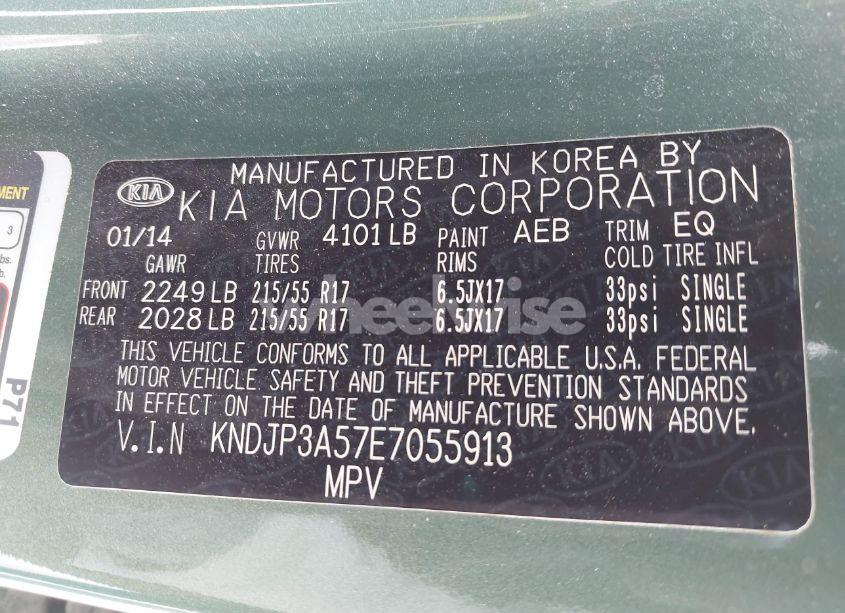 MANUFACTURED IN KOREA BY
KIA KIA MOTORS CORPORATION
01/14 GVWR 4101 LB PAINT AEB TRIM EQ
GAWR TIRES RIMS COLD TIRE INFL
FRONT 2249 LB 215/55 R17 6.5JX17 33psi SINGLE
REAR 2028 LB 215/55 R17 6.5JX17 33psi SINGLE
THIS VEHICLE CONFORMS TO ALL APPLICABLE U.S.A. FEDERAL
MOTOR VEHICLE SAFETY AND THEFT PREVENTION STANDARDS
IN EFFECT ON THE DATE OF MANUFACTURE SHOWN ABOVE.
V.I.N KNDJP3A57E7055913
MPV
3
P71